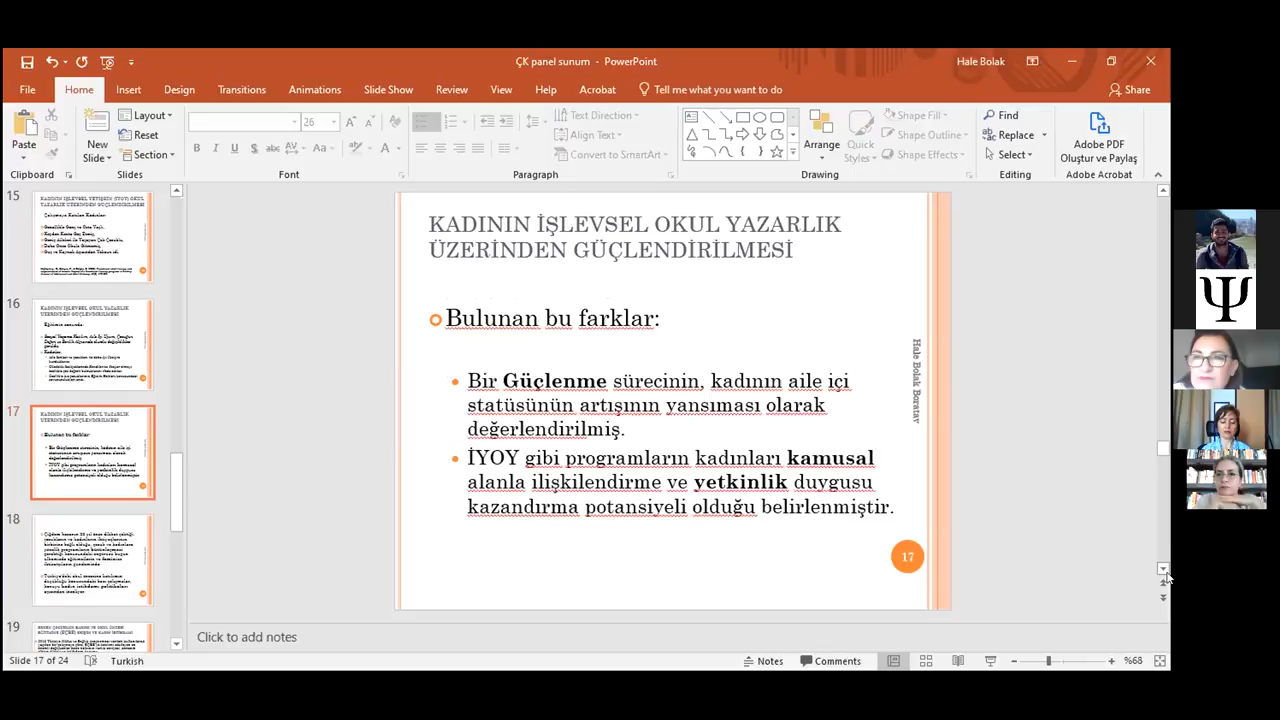 ÇK panel sunum - PowerPoint
Hale Bolak
File Home Insert Design Transitions Animations Slide Show Review View Help Acrobat Tell me what you want to do Share
Paste
Clipboard
New
Slide
Layout
Reset
Section
Slides
26
Font
Text Direction
Align Text
Convert to SmartArt
Paragraph
Arrange
Quick
Styles
Shape Fill
Shape Outline
Shape Effects
Drawing
Find
Replace
Select
Editing
Adobe PDF
Oluştur ve Paylaş
Adobe Acrobat
15
16
17
18
19
KADININ İŞLEVSEL OKUL YAZARLIK
ÜZERİNDEN GÜÇLENDİRİLMESİ
Bulunan bu farklar:
Bir Güçlenme sürecinin, kadının aile içi
statüsünün artışının yansıması olarak
değerlendirilmiş.
İYOY gibi programların kadınları kamusal
alanla ilişkilendirme ve yetkinlik duygusu
kazandırma potansiyeli olduğu belirlenmiştir.
Hale Bolak Boratav
17
Click to add notes
Slide 17 of 24 Turkish Notes Comments %68
Ψ